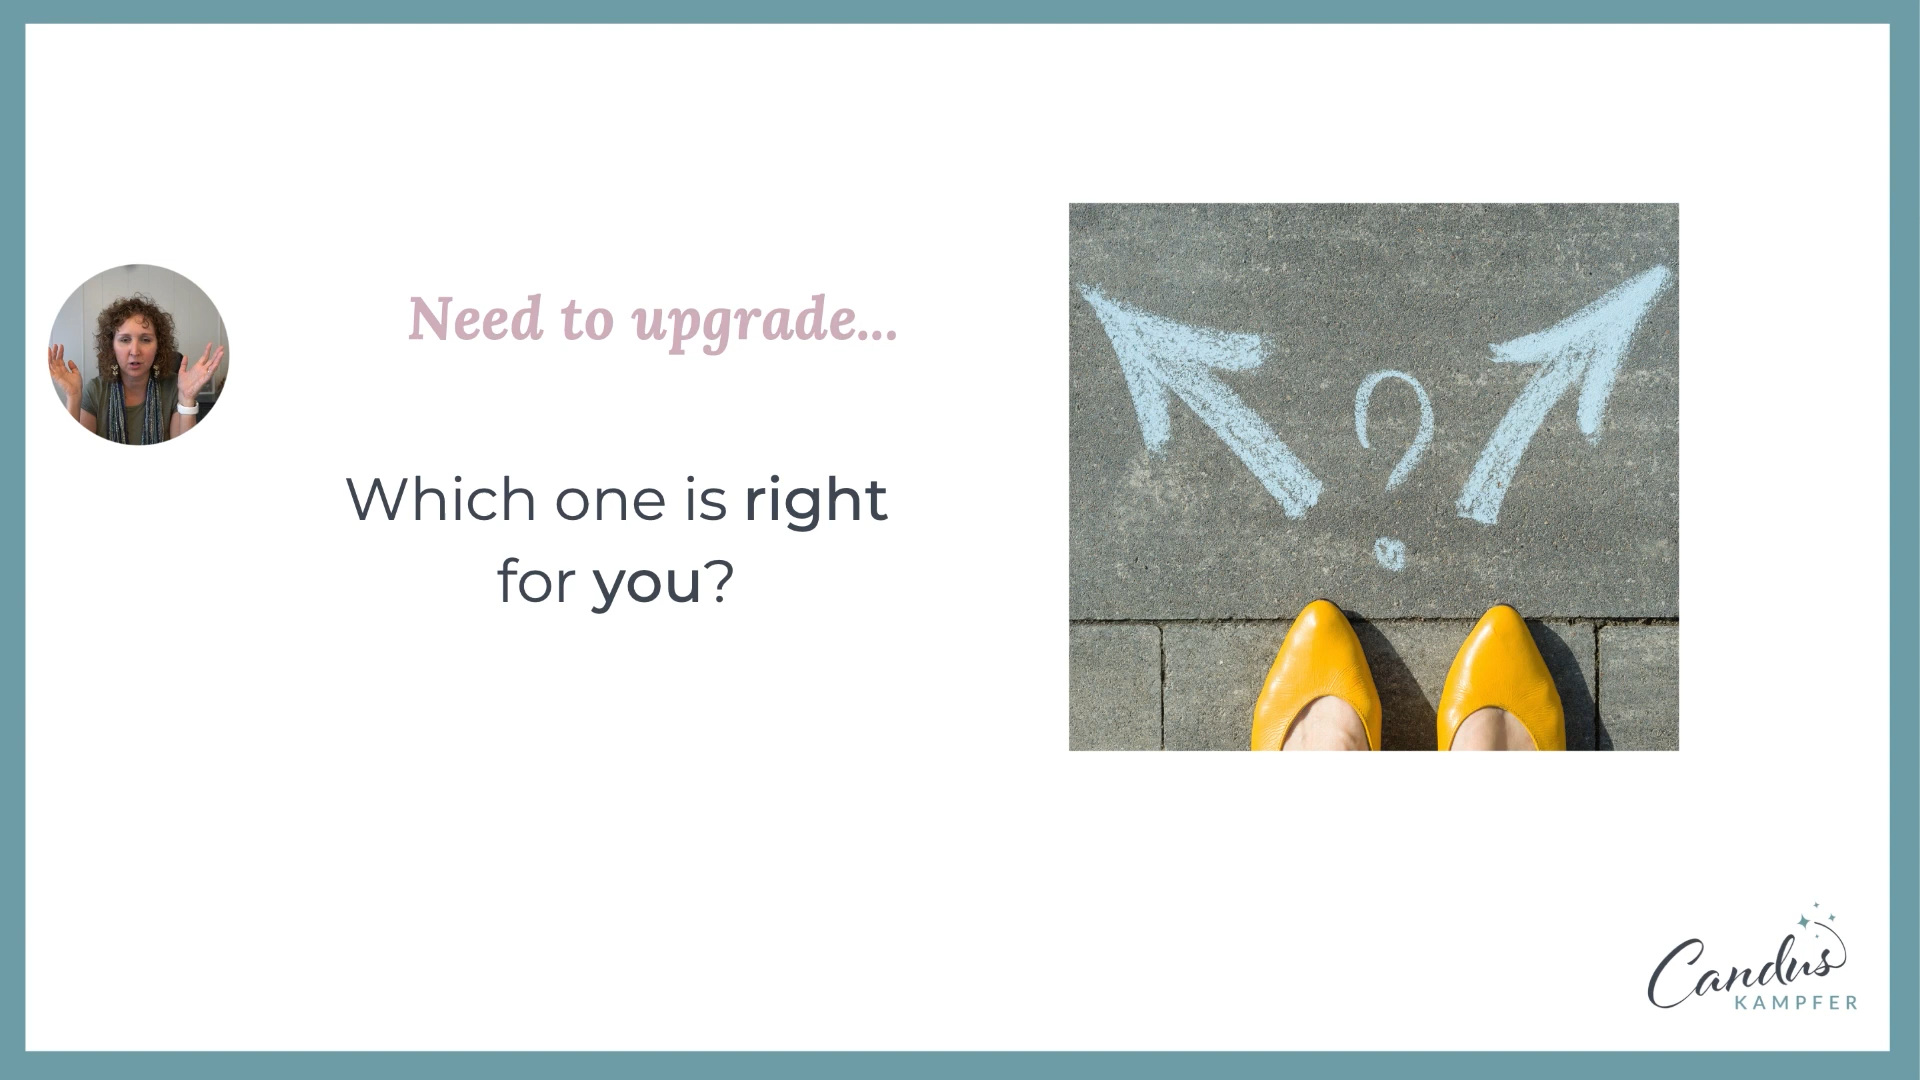 Need to upgrade...
Which one is right
for you?
?
Candus
KAMPFER